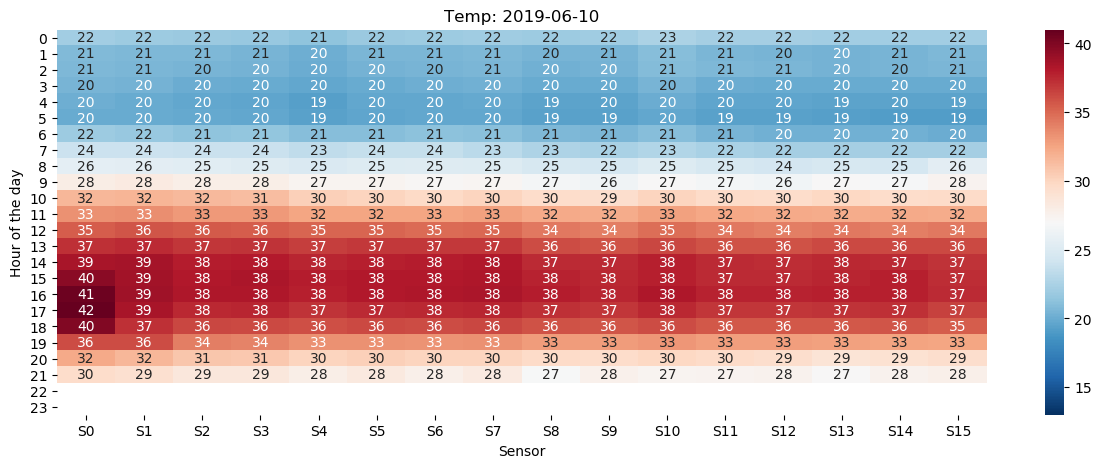 Temp: 2019-06-10
0 22 22 22 22 21 22 22 22 22 22 23 22 22 22 22 22
1 21 21 21 21 20 21 21 21 20 21 21 21 20 20 21 21
2 21 21 20 20 20 20 20 21 20 20 21 21 21 20 20 21
3 20 20 20 20 20 20 20 20 20 20 20 20 20 20 20 20
4 20 20 20 20 19 20 20 20 19 20 20 20 20 19 19 19
5 20 20 20 20 19 20 20 20 19 19 20 19 19 19 19 19
6 22 22 21 21 21 21 21 21 21 21 21 21 20 20 20 20
7 24 24 24 24 23 24 24 23 23 22 23 22 22 22 22 22
8 26 26 25 25 25 25 25 25 25 25 25 25 24 25 25 26
9 28 28 28 28 27 27 27 27 27 26 27 27 26 27 27 28
10 32 32 32 31 30 30 30 30 30 29 30 30 30 30 30 30
11 33 33 33 33 32 32 33 33 32 32 33 32 32 32 32 32
12 35 36 36 36 35 35 35 35 34 34 35 34 34 34 34 34
13 37 37 37 37 37 37 37 37 36 36 36 36 36 36 36 36
14 39 39 38 38 38 38 38 38 37 37 38 37 37 38 37 37
15 40 39 38 38 38 38 38 38 38 37 38 37 37 38 38 37
16 41 39 38 38 38 38 38 38 38 38 38 38 38 38 38 37
17 42 39 38 38 37 37 38 38 37 37 38 37 37 37 37 37
18 40 37 36 36 36 36 36 36 36 36 36 36 36 36 36 35
19 36 36 34 34 33 33 33 33 33 33 33 33 33 33 33 33
20 32 32 31 31 30 30 30 30 30 30 30 30 29 29 29 29
21 30 29 29 29 28 28 28 28 27 28 27 27 28 27 28 28
22
23
S0 S1 S2 S3 S4 S5 S6 S7 S8 S9 S10 S11 S12 S13 S14 S15
Sensor
Hour of the day
40
35
30
25
20
15